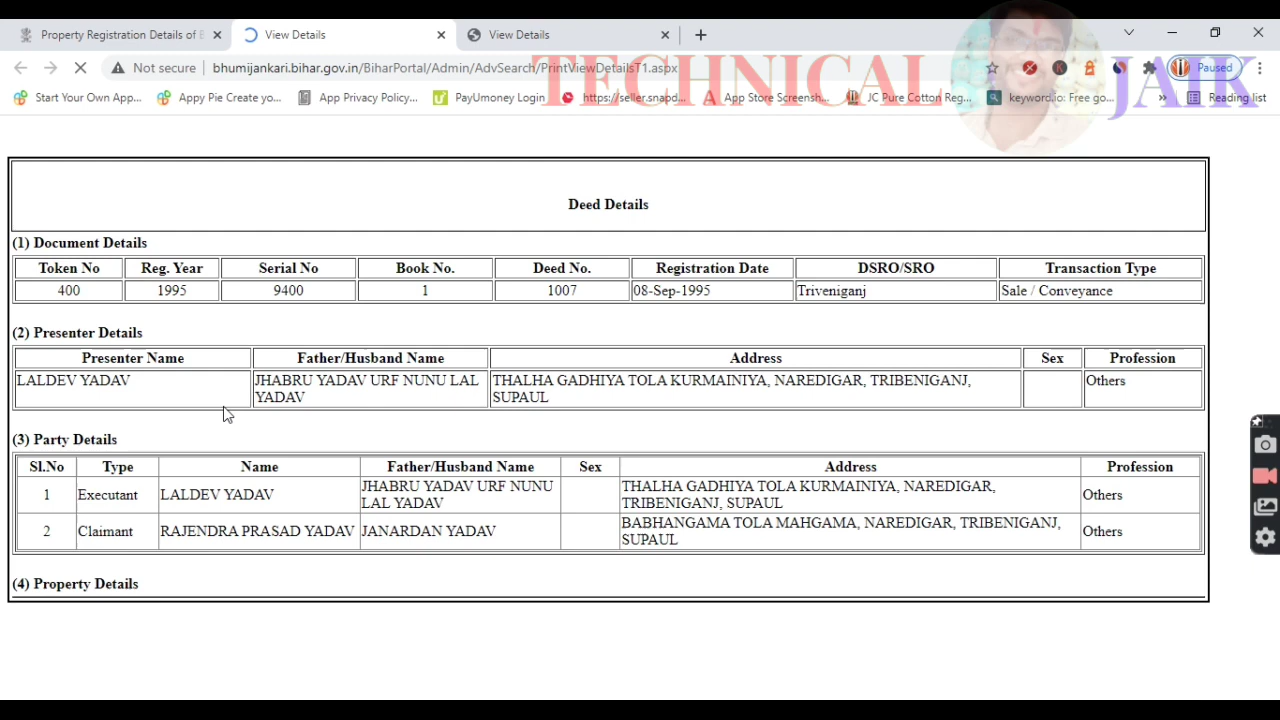 Property Registration Details of B
View Details
View Details
Not secure bhumijankari.bihar.gov.in/BiharPortal/Admin/AdvSearch/PrintViewDetailsT1.aspx
Paused
Start Your Own App... Appy Pie Create yo... App Privacy Policy... PayUmoney Login https://seller.snapd... App Store Screensh... JC Pure Cotton Reg... keyword.io: Free go... » Reading list
TECHNICAL JAIK
Deed Details
(1) Document Details
Token No Reg. Year Serial No Book No. Deed No. Registration Date DSRO/SRO Transaction Type
400 1995 9400 1 1007 08-Sep-1995 Triveniganj Sale / Conveyance
(2) Presenter Details
Presenter Name Father/Husband Name Address Sex Profession
LALDEV YADAV JHABRU YADAV URF NUNU LAL THALHA GADHIYA TOLA KURMAINIYA, NAREDIGAR, TRIBENIGANJ, Others
YADAV SUPAUL
(3) Party Details
Sl.No Type Name Father/Husband Name Sex Address Profession
1 Executant LALDEV YADAV JHABRU YADAV URF NUNU THALHA GADHIYA TOLA KURMAINIYA, NAREDIGAR, Others
LAL YADAV TRIBENIGANJ, SUPAUL
2 Claimant RAJENDRA PRASAD YADAV JANARDAN YADAV BABHANGAMA TOLA MAHGAMA, NAREDIGAR, TRIBENIGANJ, Others
SUPAUL
(4) Property Details